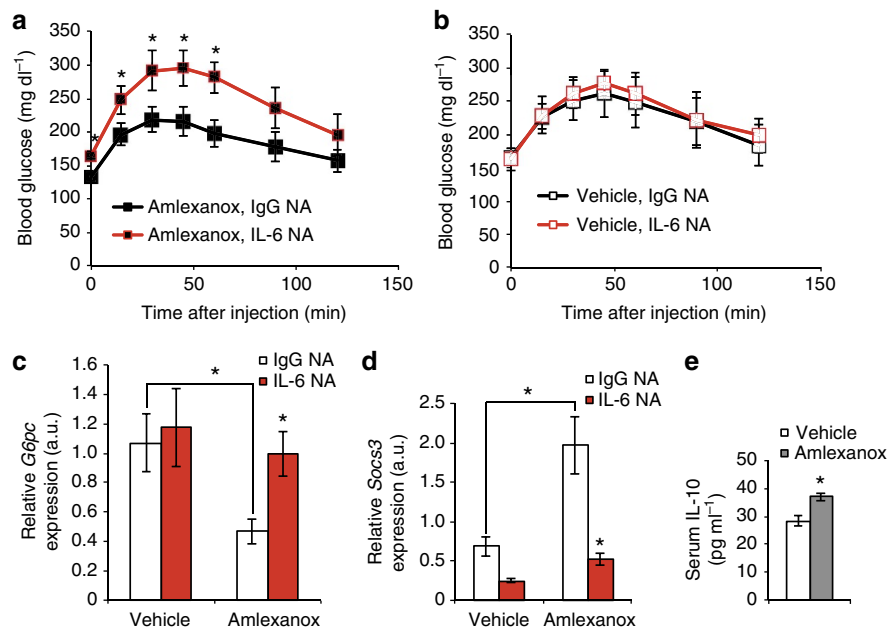 a
Blood glucose (mg dl−1)
350
300
250
200
150
100
50
0
* * * * * *
0 50 100 150
Time after injection (min)
Amlexanox, IgG NA
Amlexanox, IL-6 NA
b
Blood glucose (mg dl−1)
350
300
250
200
150
100
50
0
0 50 100 150
Time after injection (min)
Vehicle, IgG NA
Vehicle, IL-6 NA
c
Relative G6pc
expression (a.u.)
1.6
1.4
1.2
1.0
0.8
0.6
0.4
0.2
0
IgG NA
IL-6 NA
*
*
Vehicle Amlexanox
d
Relative Socs3
expression (a.u.)
2.5
2.0
1.5
1.0
0.5
0
IgG NA
IL-6 NA
*
*
Vehicle Amlexanox
e
Serum IL-10
(pg ml−1)
50
40
30
20
10
0
Vehicle
Amlexanox
*